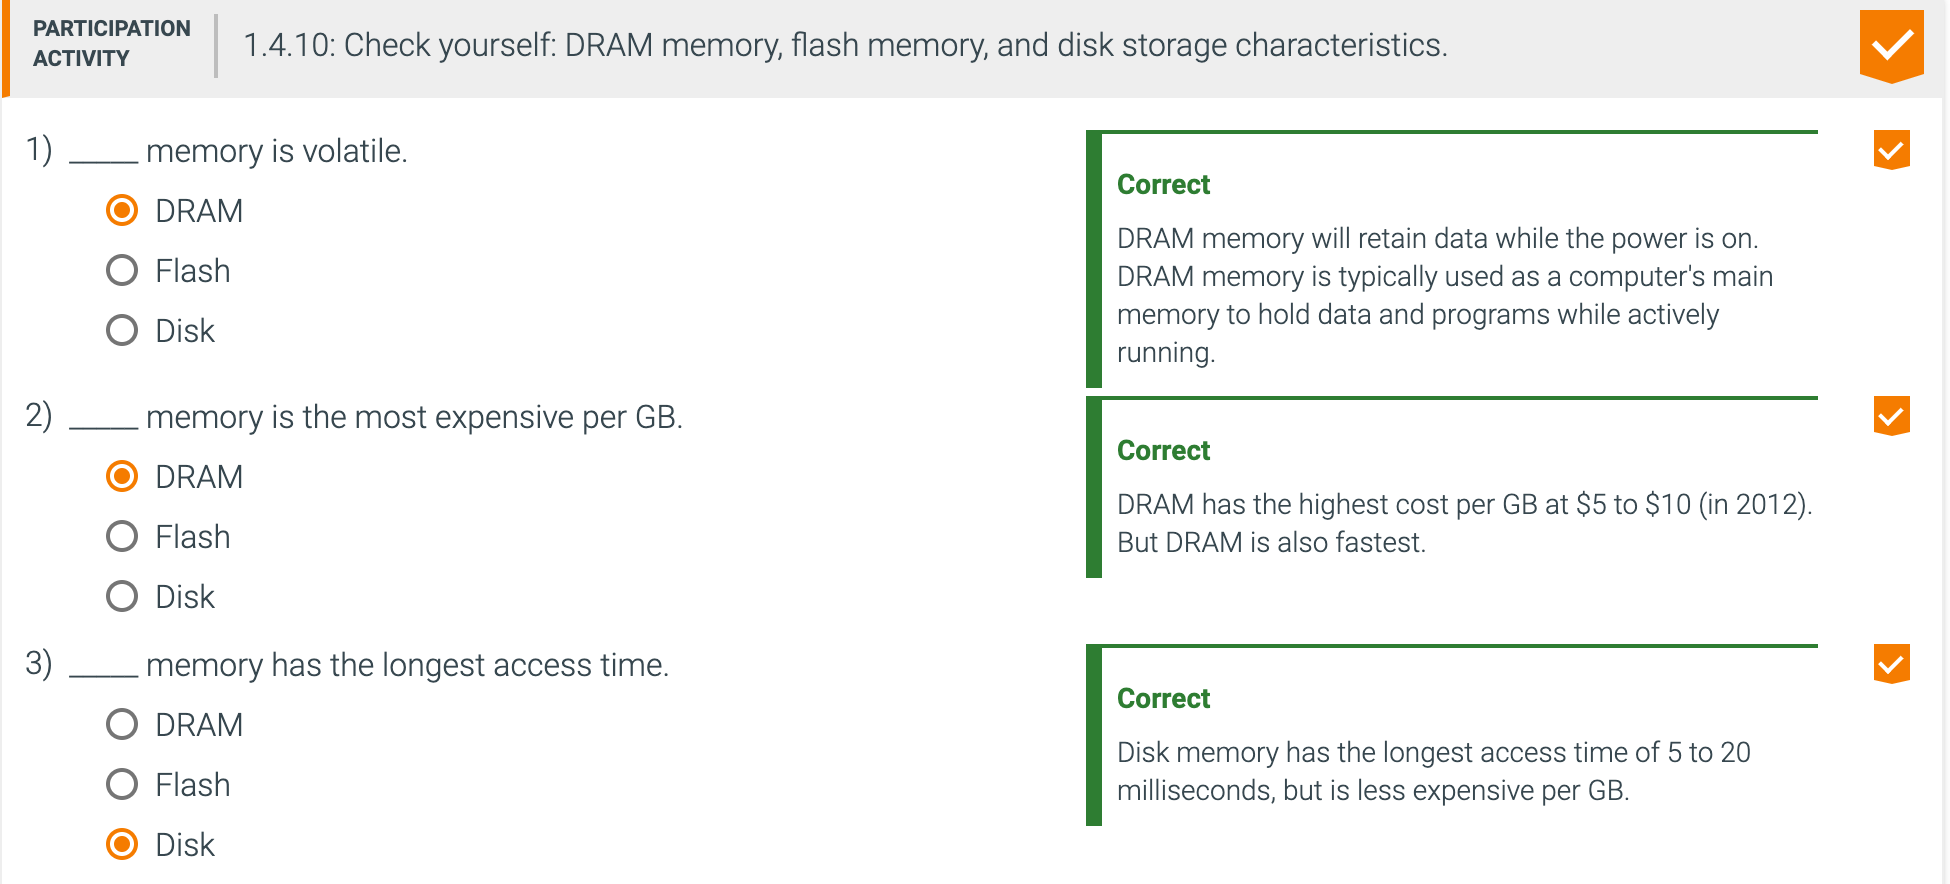 PARTICIPATION
ACTIVITY
1.4.10: Check yourself: DRAM memory, flash memory, and disk storage characteristics.
1) _____ memory is volatile.
DRAM
Flash
Disk
Correct
DRAM memory will retain data while the power is on.
DRAM memory is typically used as a computer's main
memory to hold data and programs while actively
running.
2) _____ memory is the most expensive per GB.
DRAM
Flash
Disk
Correct
DRAM has the highest cost per GB at $5 to $10 (in 2012).
But DRAM is also fastest.
3) _____ memory has the longest access time.
DRAM
Flash
Disk
Correct
Disk memory has the longest access time of 5 to 20
milliseconds, but is less expensive per GB.